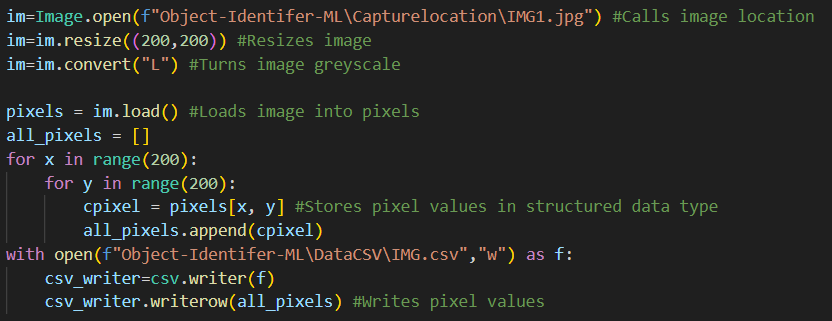 im=Image.open(f"Object-Identifer-ML\Capturelocation\IMG1.jpg") #Calls image location
im=im.resize((200,200)) #Resizes image
im=im.convert("L") #Turns image greyscale

pixels = im.load() #Loads image into pixels
all_pixels = []
for x in range(200):
    for y in range(200):
        cpixel = pixels[x, y] #Stores pixel values in structured data type
        all_pixels.append(cpixel)
with open(f"Object-Identifer-ML\DataCSV\IMG.csv","w") as f:
    csv_writer=csv.writer(f)
    csv_writer.writerow(all_pixels) #Writes pixel values